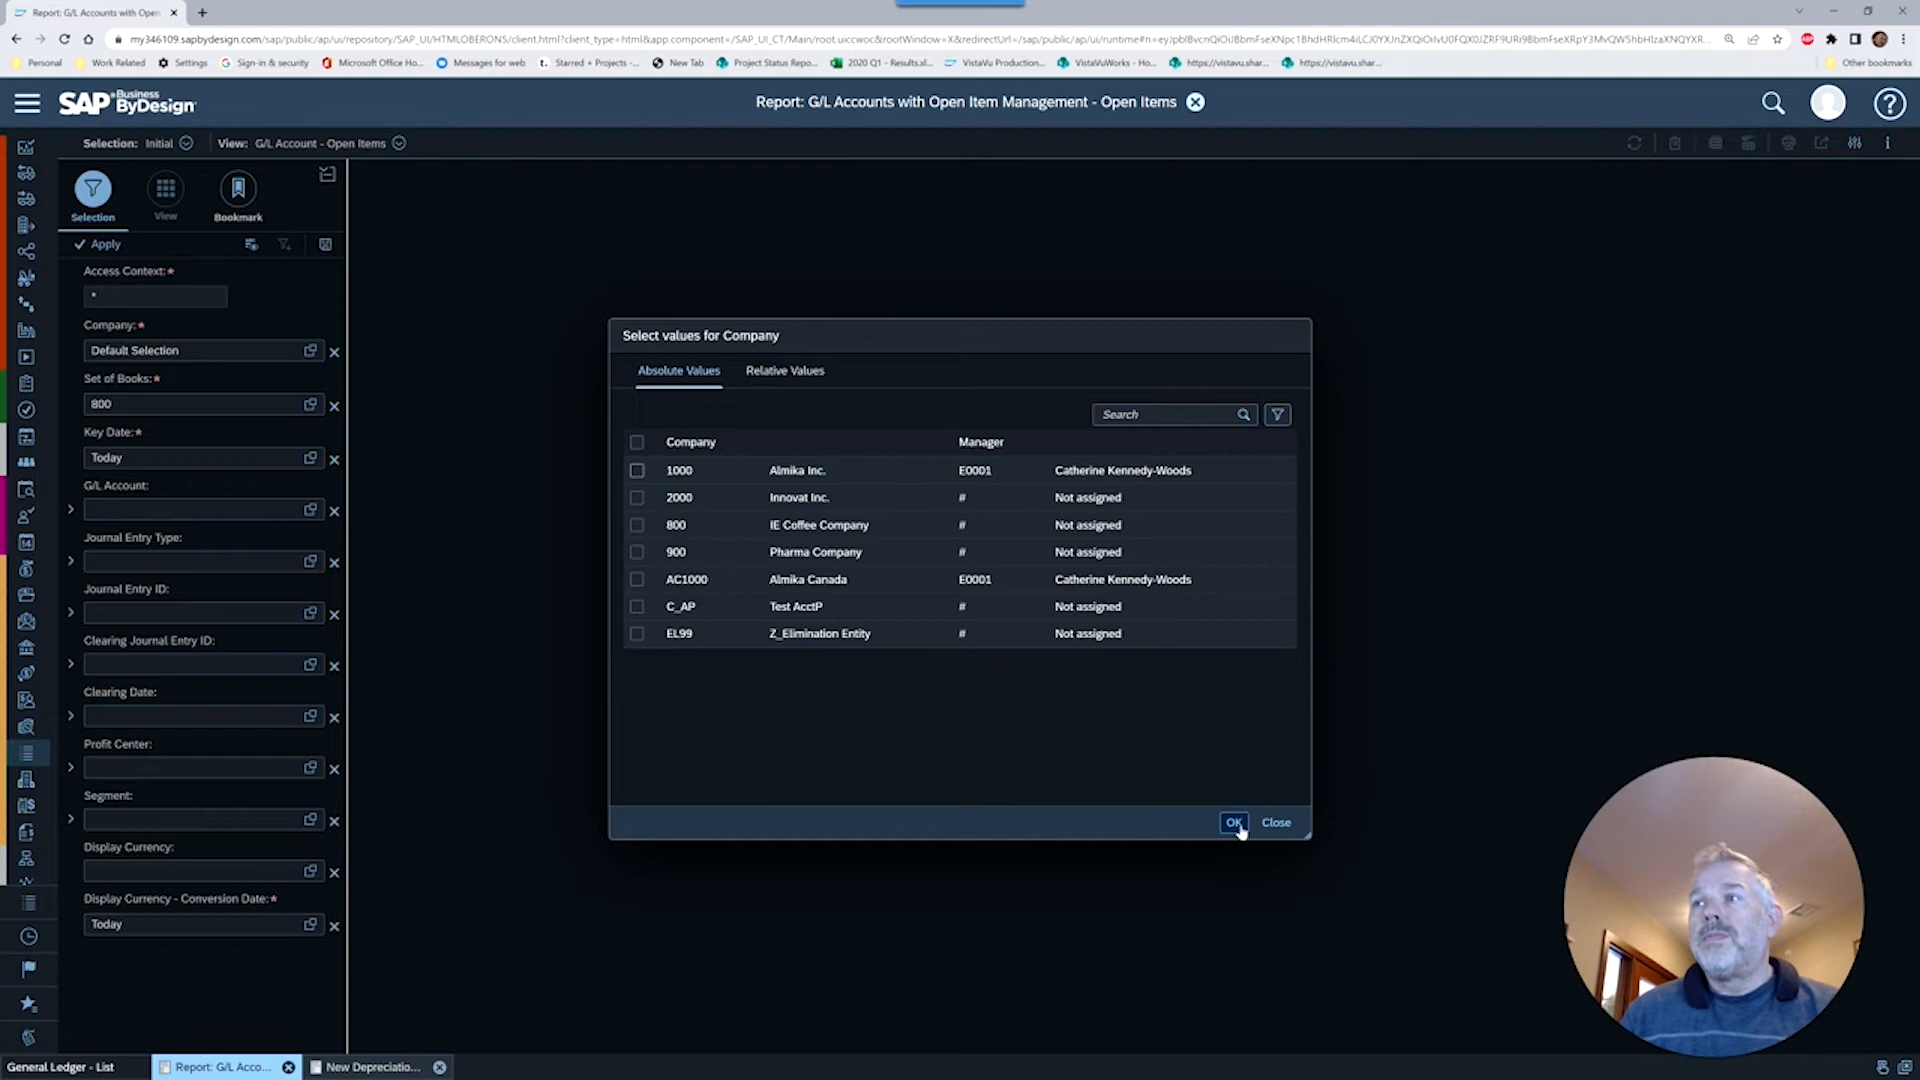 Report: G/L Accounts with Open
my346109.sapbydesign.com
Personal
Work Related
Settings
Sign-in & security
Microsoft Office Ho...
Messages for web
Starred + Projects -...
New Tab
Project Status Repo...
2020 Q1 - Results.xl...
VistaVu Production...
VistaVuWorks - Ho...
https://vistavu.shar...
https://vistavu.shar...
Other bookmarks
SAP Business ByDesign
Report: G/L Accounts with Open Item Management - Open Items
Selection: Initial
View: G/L Account - Open Items
Selection
View
Bookmark
Apply
Access Context:*
*
Company:*
Default Selection
Set of Books:*
800
Key Date:*
Today
G/L Account:
Journal Entry Type:
Journal Entry ID:
Clearing Journal Entry ID:
Clearing Date:
Profit Center:
Segment:
Display Currency:
Display Currency - Conversion Date:*
Today
Select values for Company
Absolute Values
Relative Values
Search
Company Manager
1000 Almika Inc. E0001 Catherine Kennedy-Woods
2000 Innovat Inc. # Not assigned
800 IE Coffee Company # Not assigned
900 Pharma Company # Not assigned
AC1000 Almika Canada E0001 Catherine Kennedy-Woods
C_AP Test AcctP # Not assigned
EL99 Z_Elimination Entity # Not assigned
OK Close
General Ledger - List
Report: G/L Acco...
New Depreciatio...